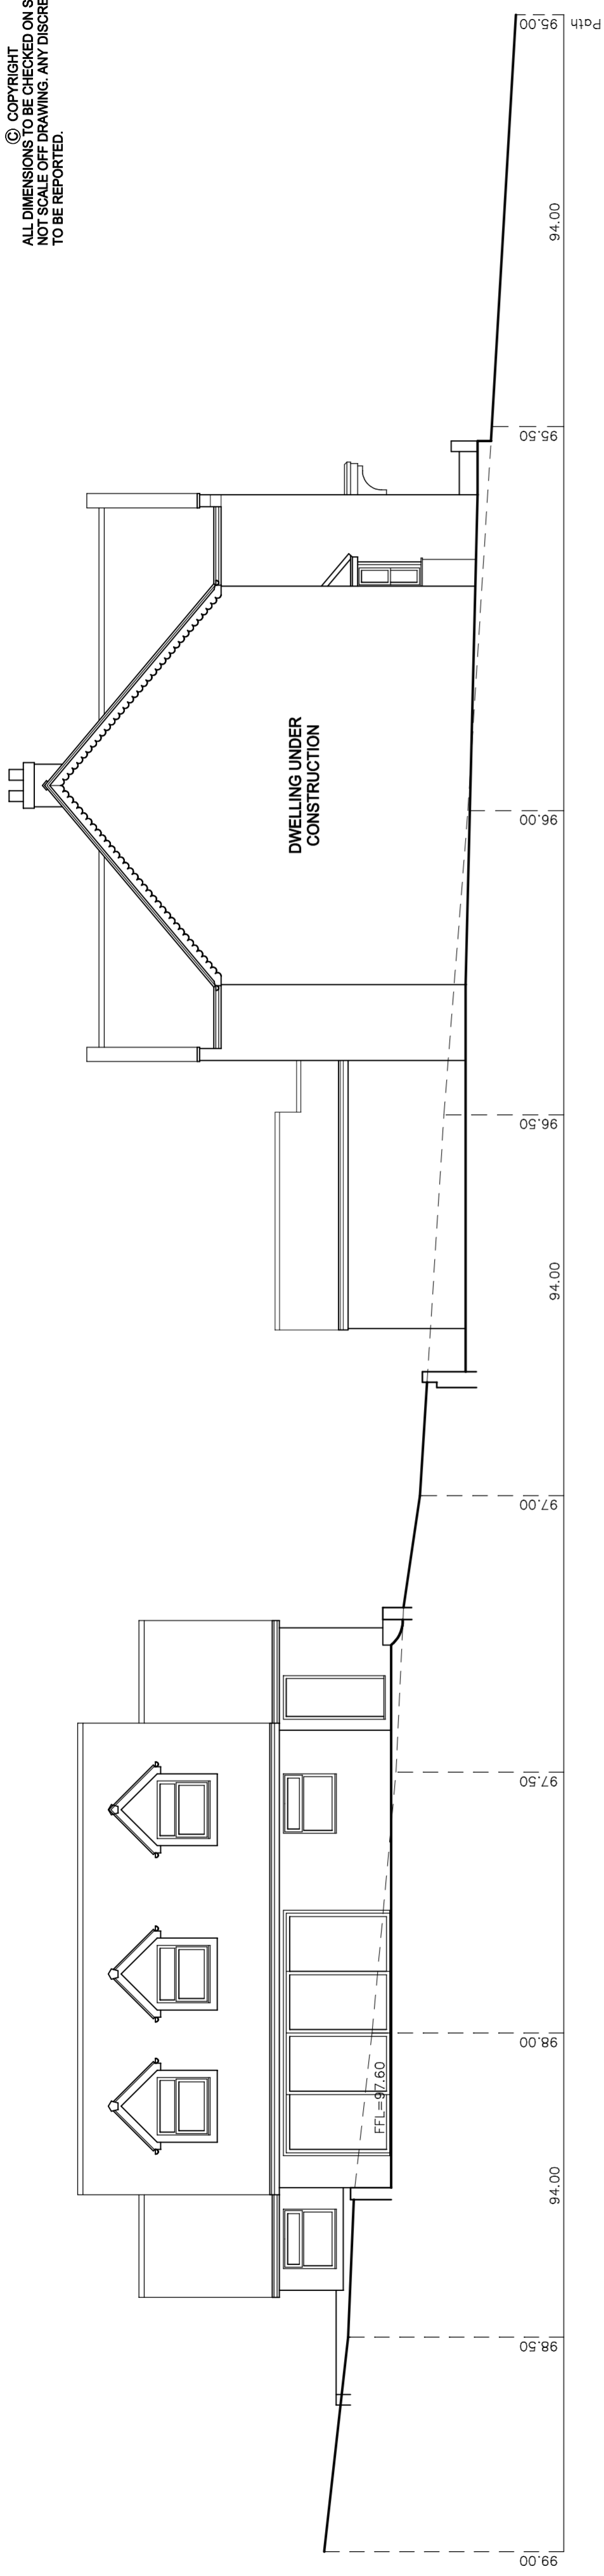 © COPYRIGHT
ALL DIMENSIONS TO BE CHECKED ON
NOT SCALE OFF DRAWING. ANY
TO BE REPORTED.
DWELLING UNDER
CONSTRUCTION
FFL=97.60
99.00
98.50
94.00
98.00
97.50
97.00
94.00
96.50
96.00
95.50
94.00
95.00
Path